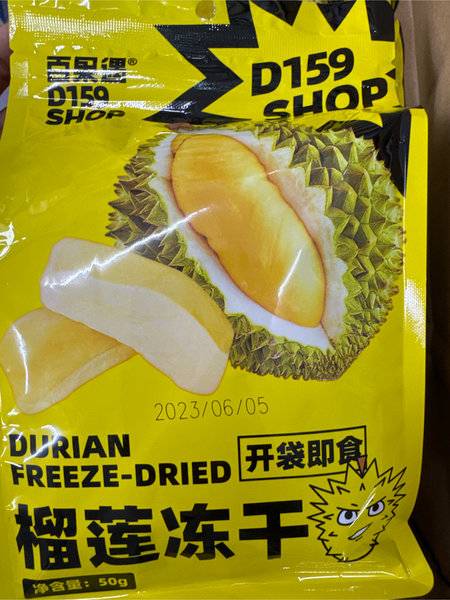 百果溜®
D159
SHOP
D159
SHOP
2023/06/05
DURIAN
FREEZE-DRIED
开袋即食
榴莲冻干
净含量：50g